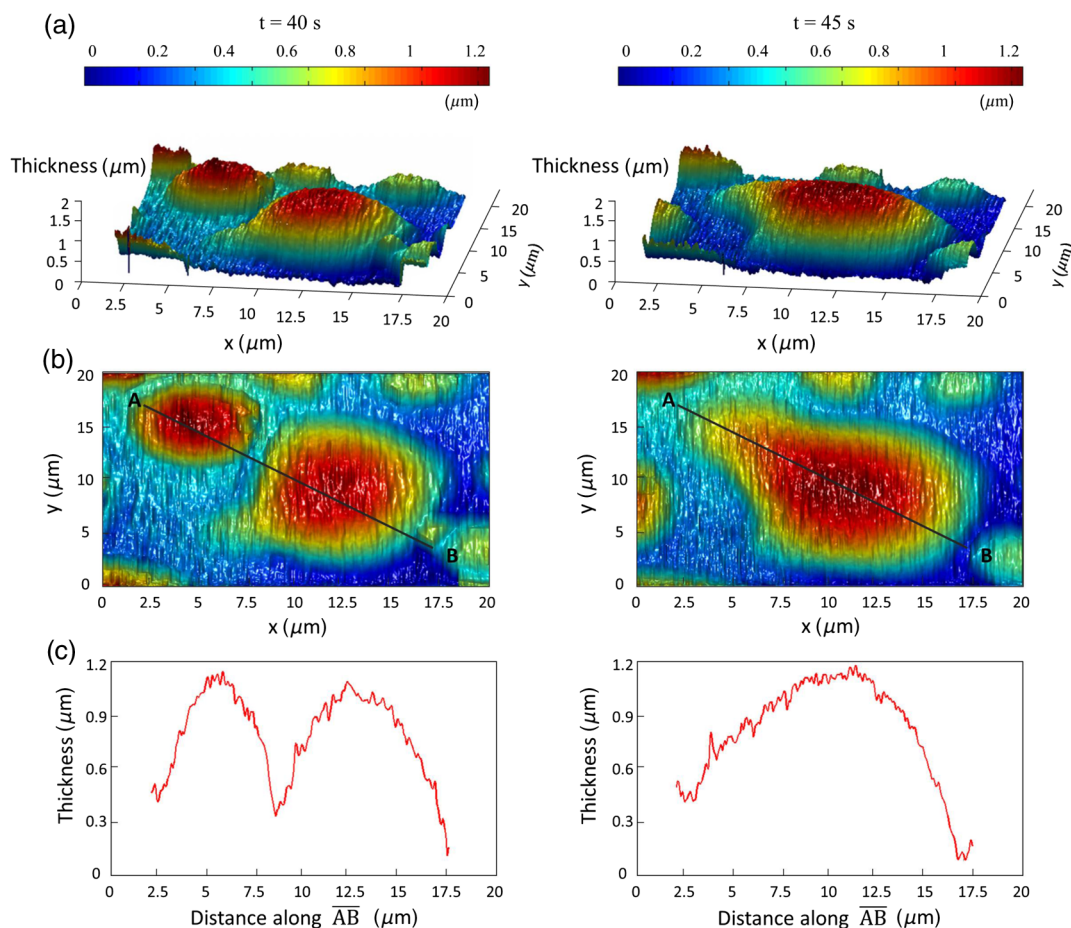 (a)
t = 40 s
t = 45 s
0 0.2 0.4 0.6 0.8 1 1.2
0 0.2 0.4 0.6 0.8 1 1.2
(μm)
(μm)
Thickness (μm)
Thickness (μm)
2
1.5
1
0.5
0
2
1.5
1
0.5
0
20
15
10
5
0
y (μm)
20
15
10
5
0
y (μm)
0 2.5 5 7.5 10 12.5 15 17.5 20
0 2.5 5 7.5 10 12.5 15 17.5 20
x (μm)
x (μm)
(b)
20
15
10
5
0
y (μm)
A
B
20
15
10
5
0
y (μm)
A
B
0 2.5 5 7.5 10 12.5 15 17.5 20
0 2.5 5 7.5 10 12.5 15 17.5 20
x (μm)
x (μm)
(c)
1.2
0.9
0.6
0.3
0
Thickness (μm)
1.2
0.9
0.6
0.3
0
Thickness (μm)
0 2.5 5 7.5 10 12.5 15 17.5 20
0 2.5 5 7.5 10 12.5 15 17.5 20
Distance along AB (μm)
Distance along AB (μm)